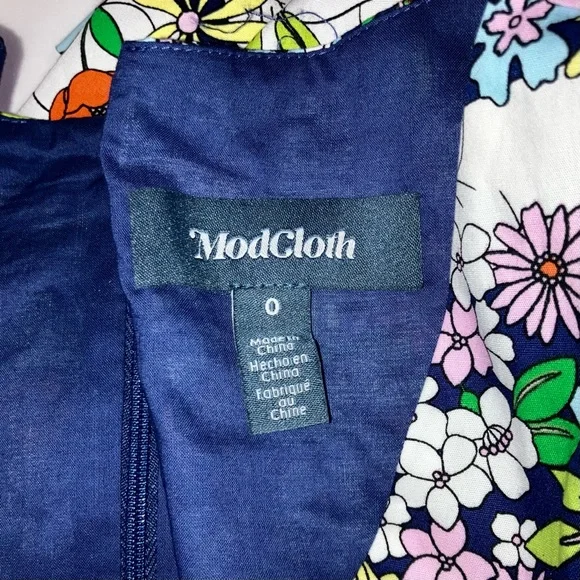 ModCloth
0
Made in
China
Hecho en
China
Fabriqué
au
Chine